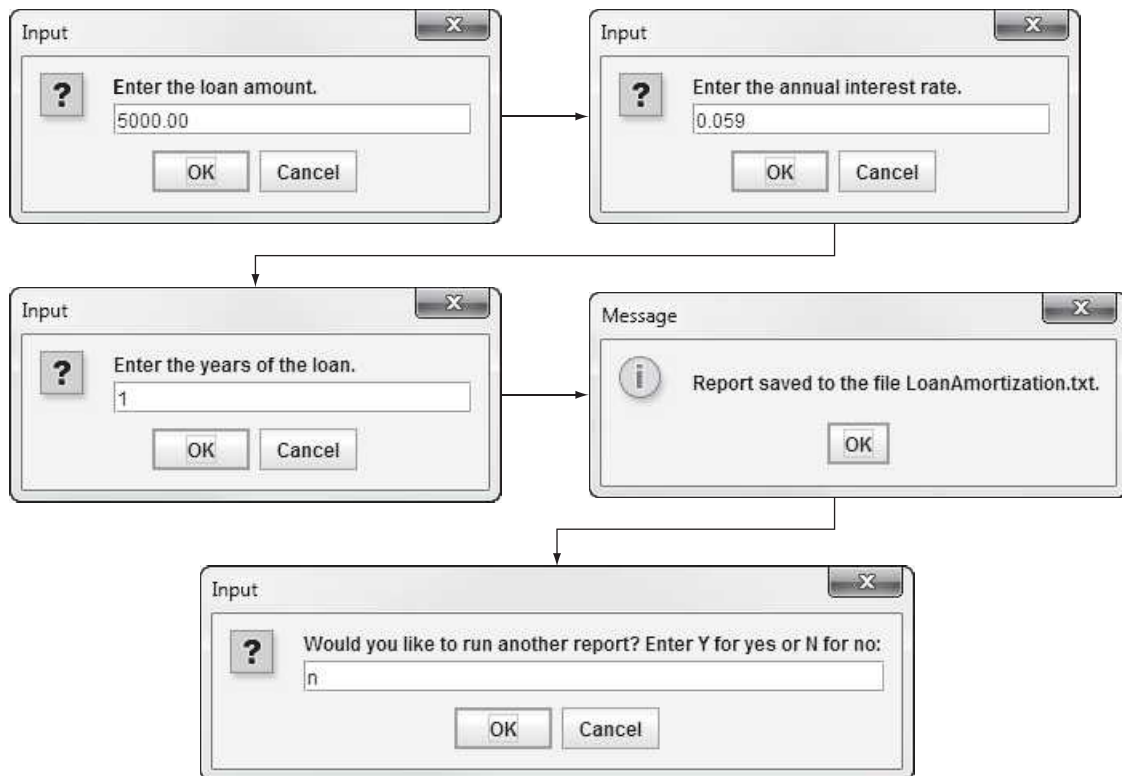 Input
Enter the loan amount.
5000.00
OK Cancel
Input
Enter the annual interest rate.
0.059
OK Cancel
Input
Enter the years of the loan.
1
OK Cancel
Message
Report saved to the file LoanAmortization.txt.
OK
Input
Would you like to run another report? Enter Y for yes or N for no:
n
OK Cancel